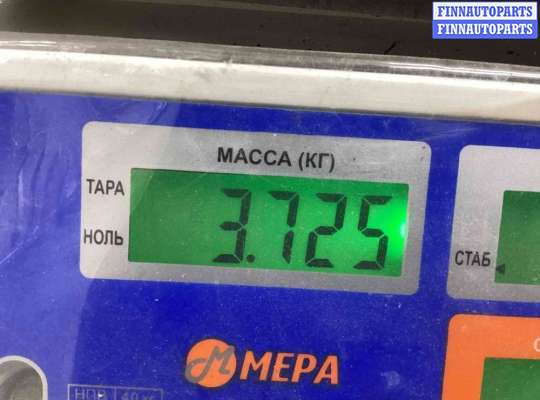 FINNAUTOPARTS
FINNAUTOPARTS
МАССА (КГ)
ТАРА
НОЛЬ
3.725
СТАБ
М МЕРА